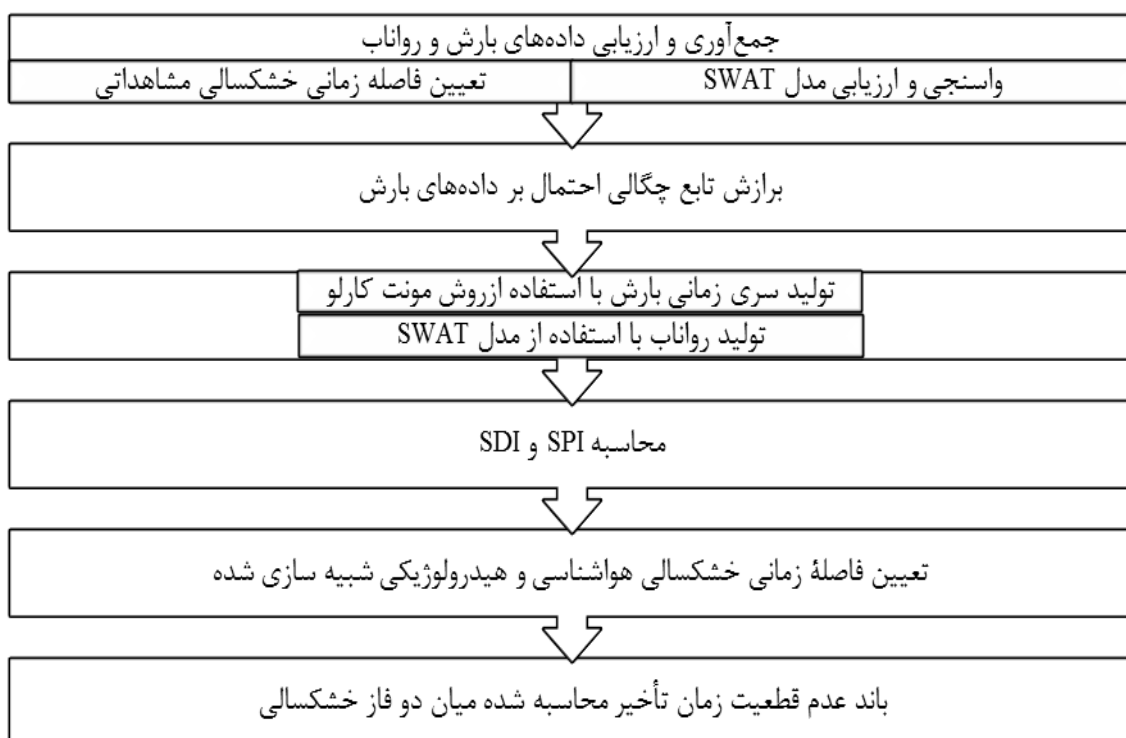 جمع‌آوری و ارزیابی داده‌های بارش و رواناب
واسنجی و ارزیابی مدل SWAT
تعیین فاصله زمانی خشکسالی مشاهداتی
برازش تابع چگالی احتمال بر داده‌های بارش
تولید سری زمانی بارش با استفاده ازروش مونت کارلو
تولید رواناب با استفاده از مدل SWAT
محاسبه SPI و SDI
تعیین فاصلۀ زمانی خشکسالی هواشناسی و هیدرولوژیکی شبیه سازی شده
باند عدم قطعیت زمان تأخیر محاسبه شده میان دو فاز خشکسالی